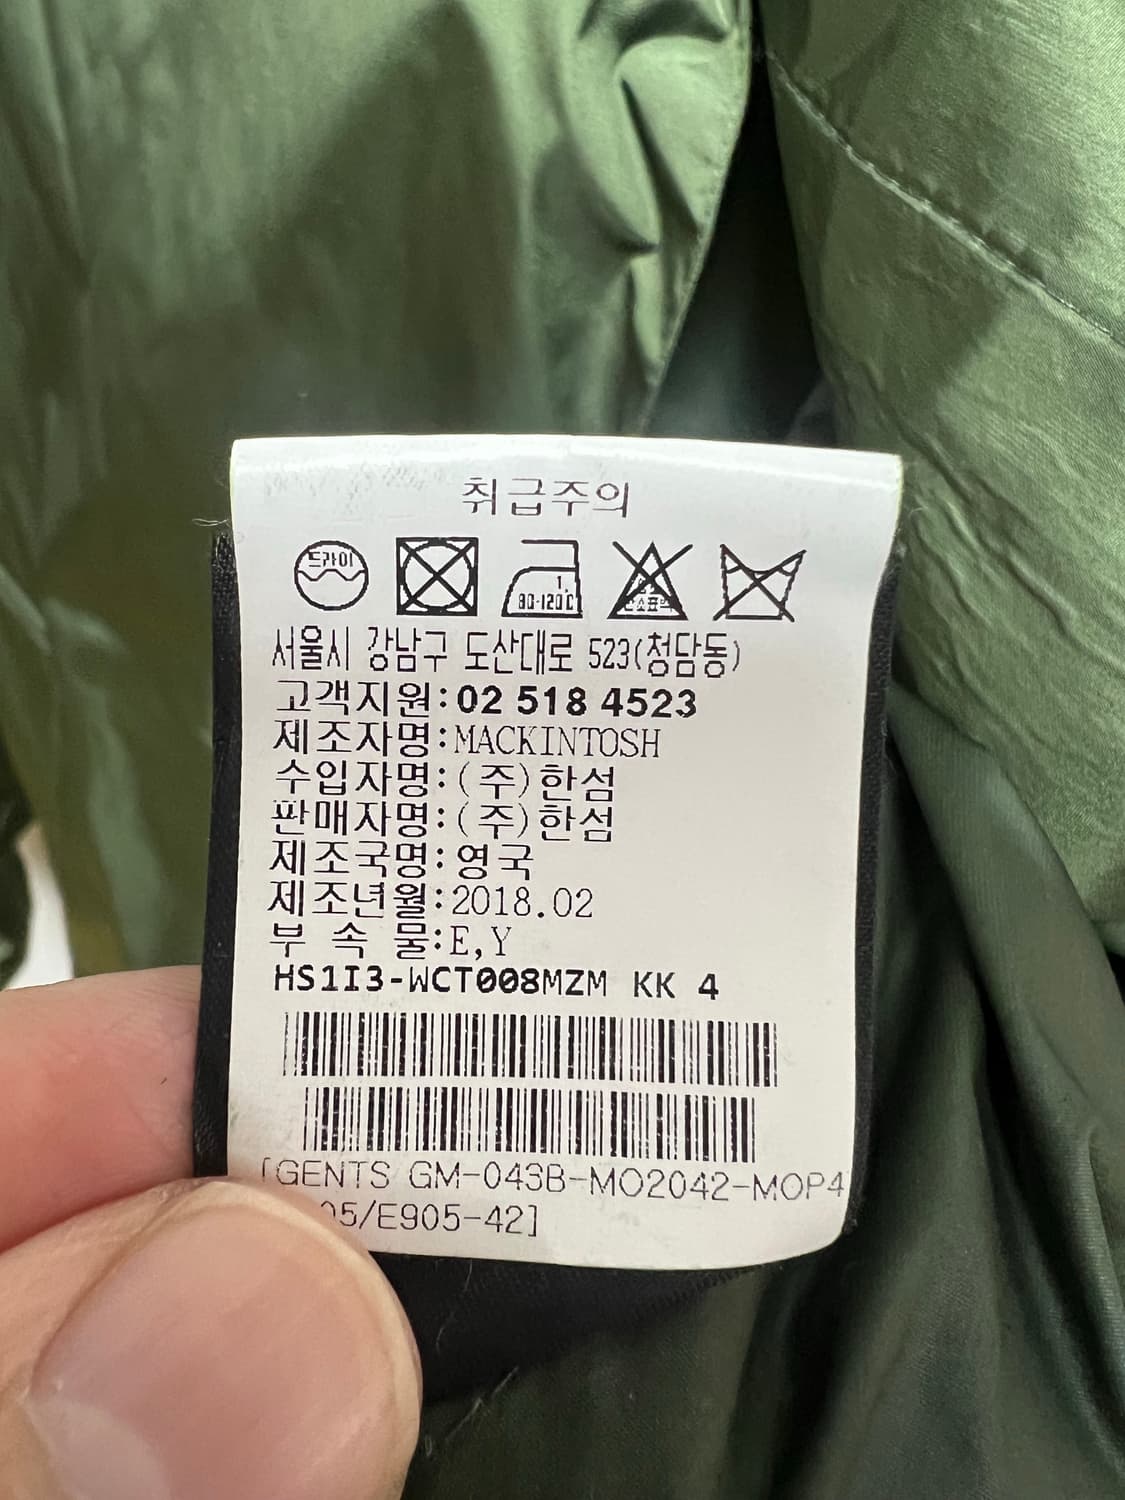 취급주의
드라이
80-120℃
서울시 강남구 도산대로 523(청담동)
고객지원:02 518 4523
제조자명:MACKINTOSH
수입자명:(주)한섬
판매자명:(주)한섬
제조국명:영국
제조년월:2018.02
부 속 물:E,Y
HS1I3-WCT008MZM KK 4
[GENTS GM-043B-MO2042-MOP4
05/E905-42]